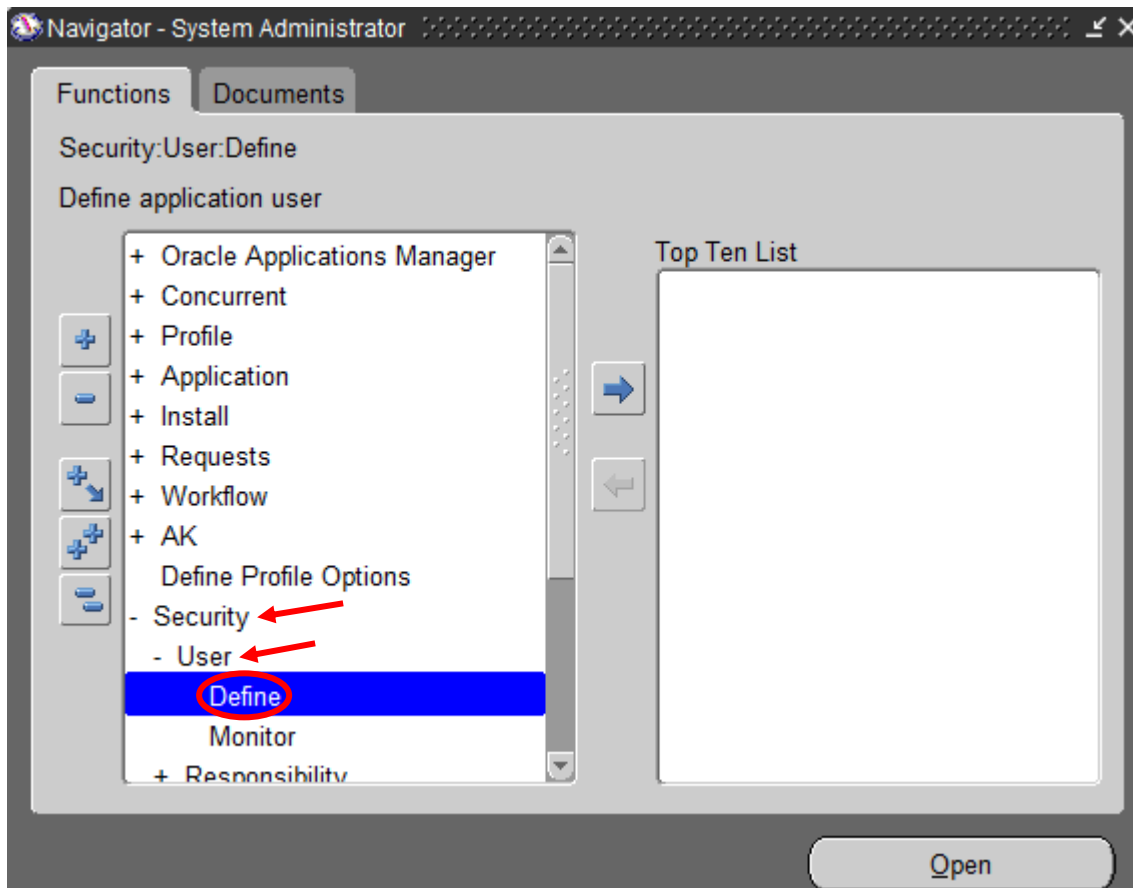 Navigator - System Administrator
Functions Documents
Security:User:Define
Define application user
+ Oracle Applications Manager
+ Concurrent
+ Profile
+ Application
+ Install
+ Requests
+ Workflow
+ AK
Define Profile Options
- Security
- User
Define
Monitor
+ Responsibility
Top Ten List
Open